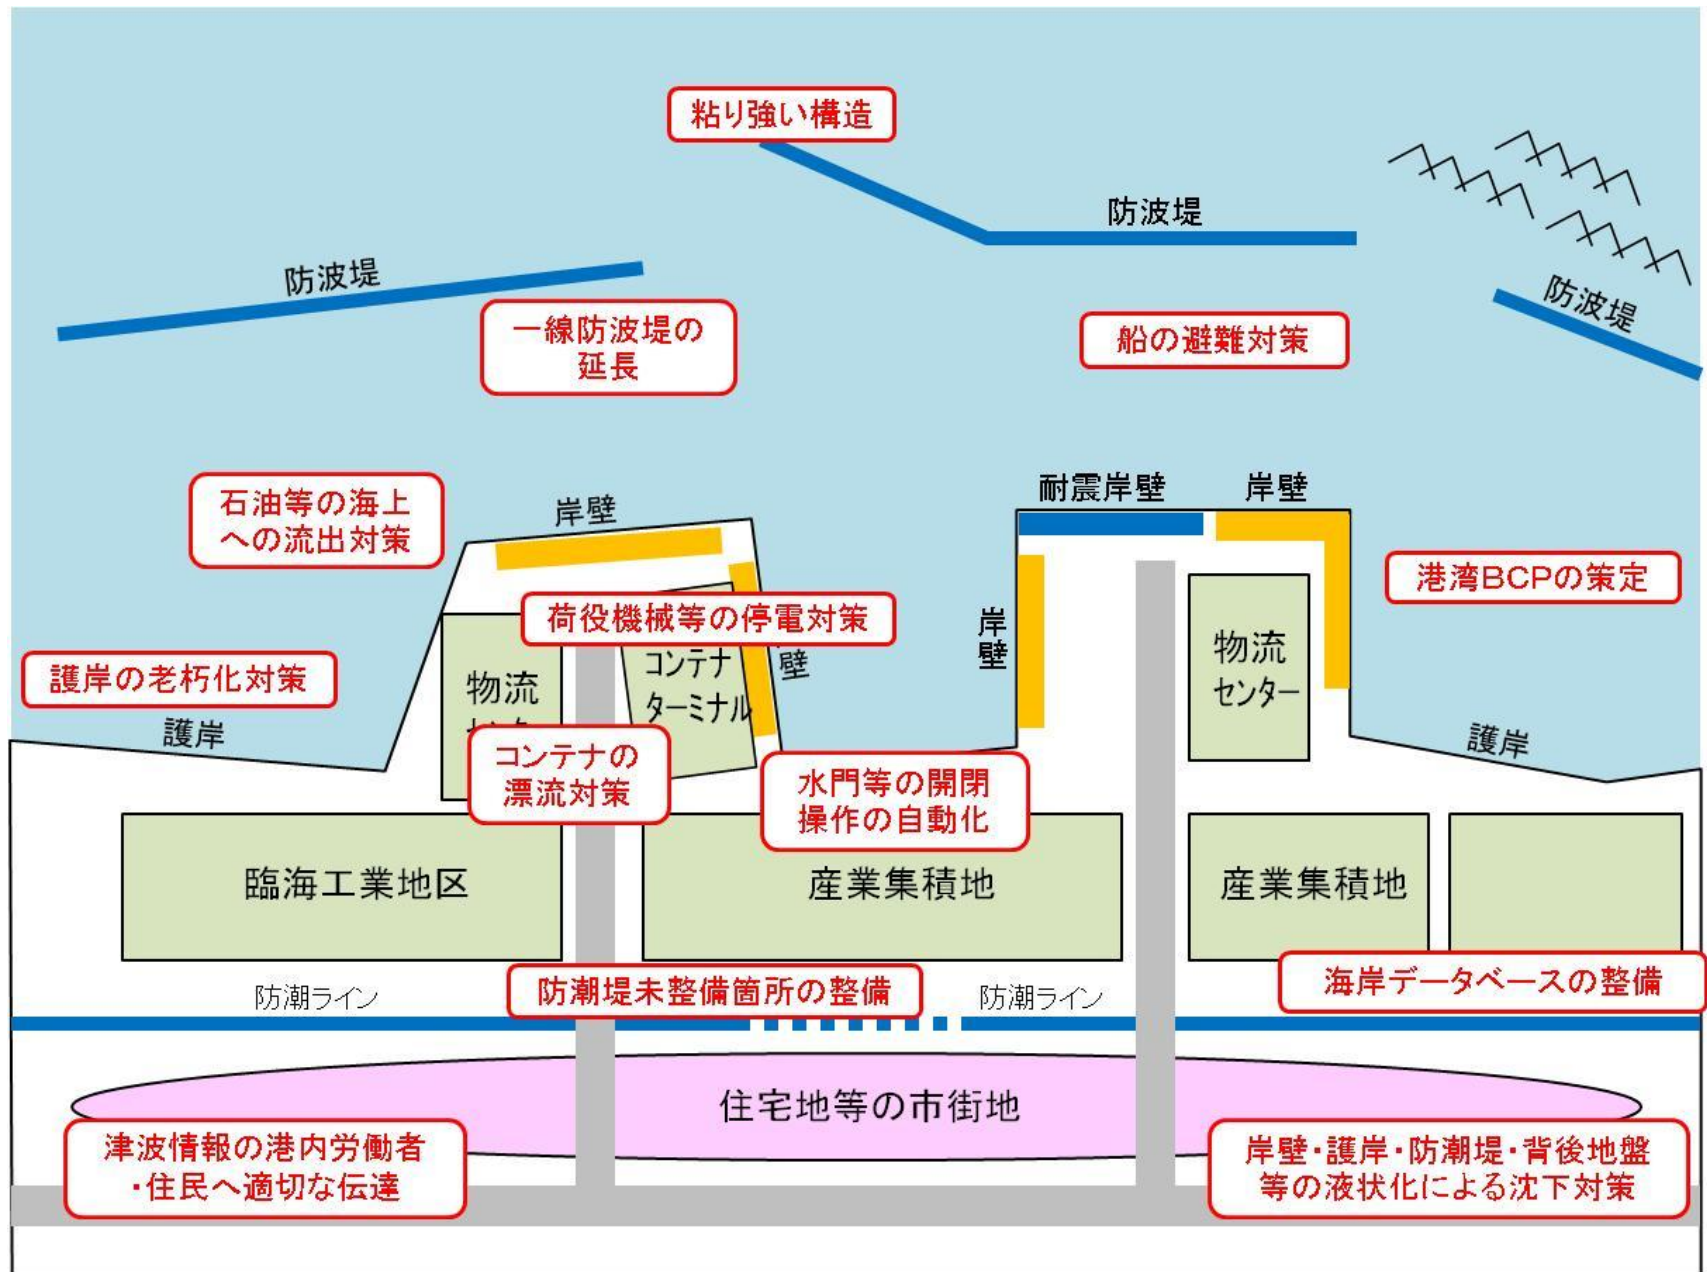 粘り強い構造
防波堤
防波堤
防波堤
一線防波堤の
延長
船の避難対策
石油等の海上
への流出対策
岸壁
耐震岸壁
岸壁
港湾BCPの策定
荷役機械等の停電対策
岸壁
物流
センター
護岸の老朽化対策
護岸
物流
コンテナ
ターミナル
壁
護岸
コンテナの
漂流対策
水門等の開閉
操作の自動化
臨海工業地区
産業集積地
産業集積地
防潮ライン
防潮堤未整備箇所の整備
防潮ライン
海岸データベースの整備
住宅地等の市街地
津波情報の港内労働者
・住民へ適切な伝達
岸壁・護岸・防潮堤・背後地盤
等の液状化による沈下対策